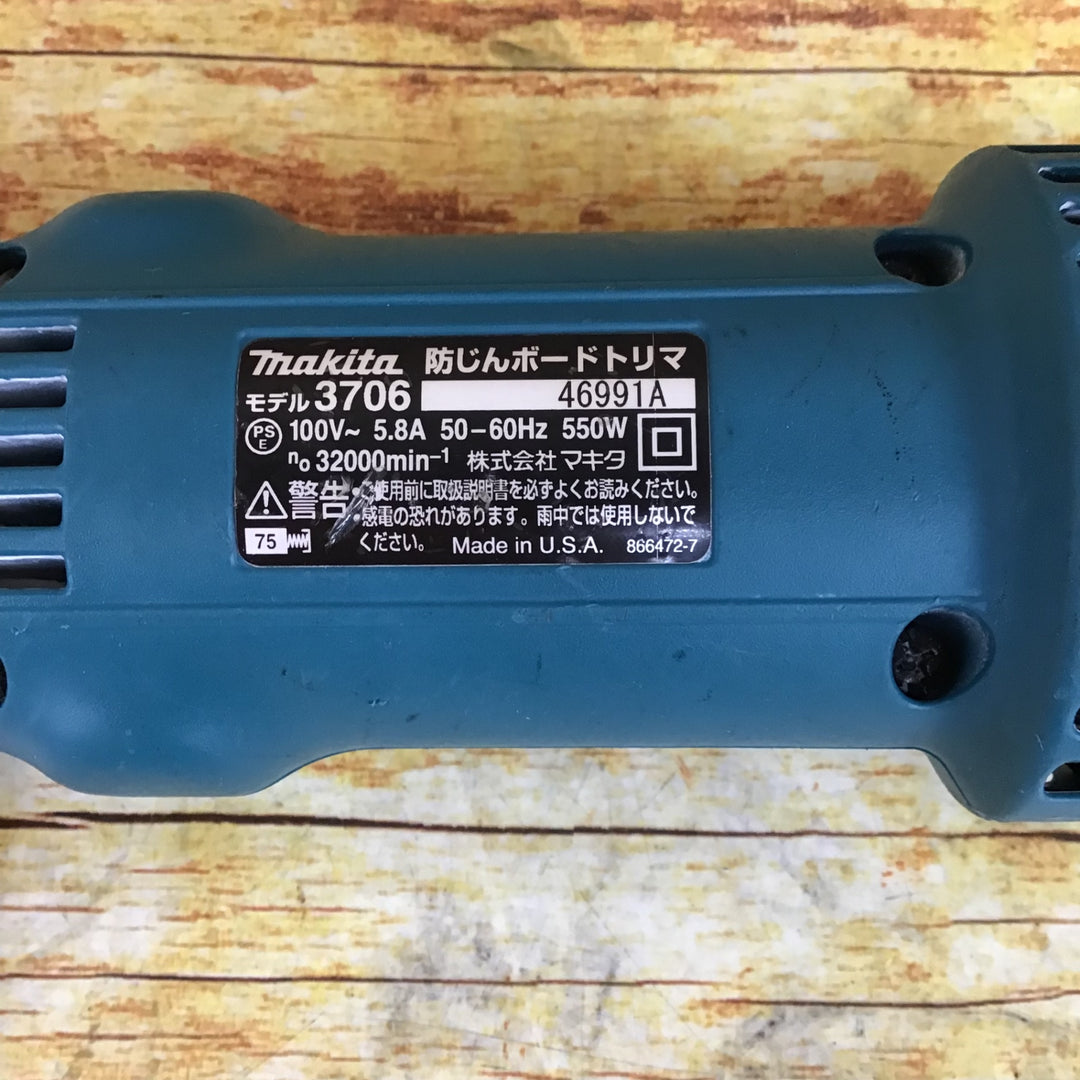 makita 防じんボードトリマ
モデル 3706 46991A
PS E 100V~ 5.8A 50-60Hz 550W
n₀ 32000min⁻¹ 株式会社マキタ
警告:ご使用前に取扱説明書を必ずよくお読みください。
感電の恐れがあります。雨中では使用しないで
75 ください。 Made in U.S.A. 866472-7